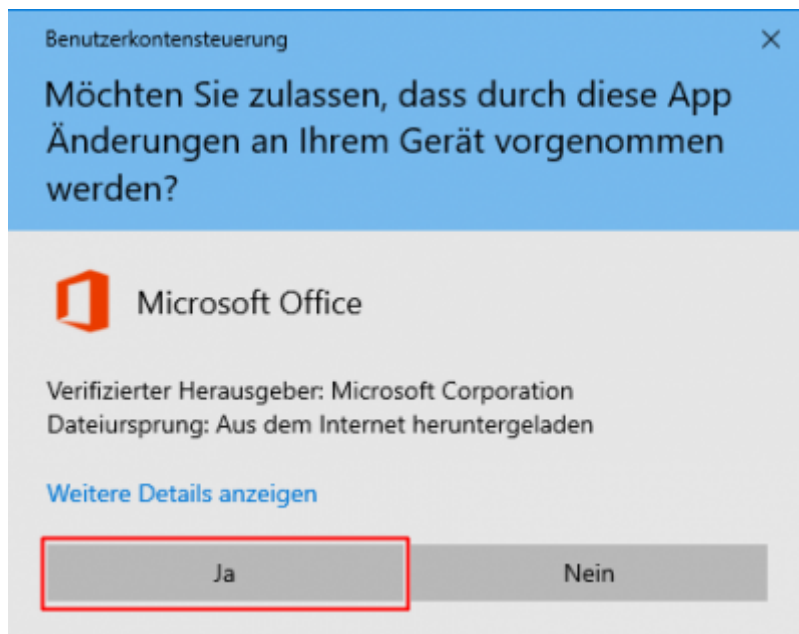 Benutzerkontensteuerung
Möchten Sie zulassen, dass durch diese App
Änderungen an Ihrem Gerät vorgenommen
werden?
Microsoft Office
Verifizierter Herausgeber: Microsoft Corporation
Dateiursprung: Aus dem Internet heruntergeladen
Weitere Details anzeigen
Ja
Nein